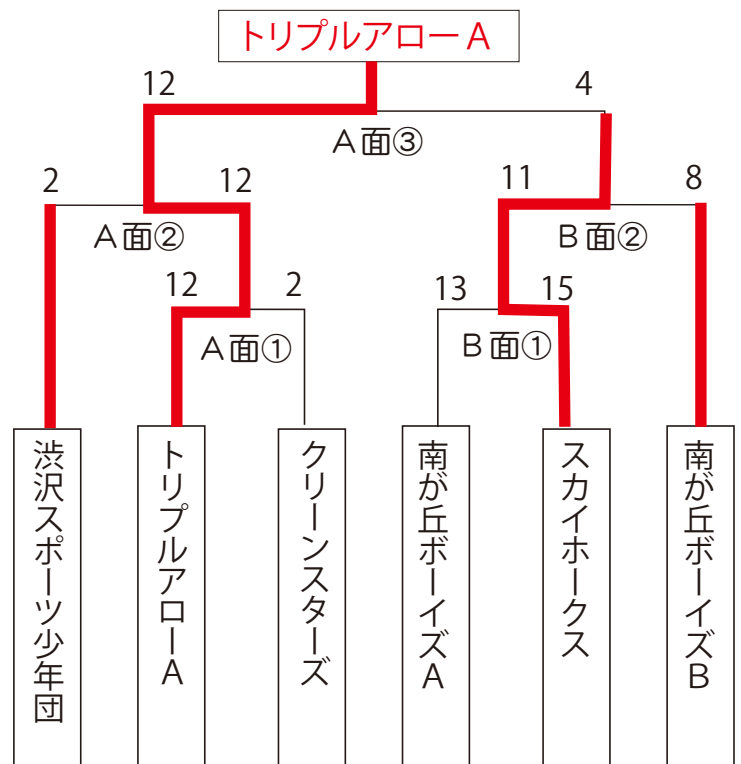 トリプルアローA
12
4
A面③
2
12
11
8
A面②
B面②
12
2
13
15
A面①
B面①
渋沢スポーツ少年団
トリプルアローA
クリーンスターズ
南が丘ボーイズA
スカイホークス
南が丘ボーイズB